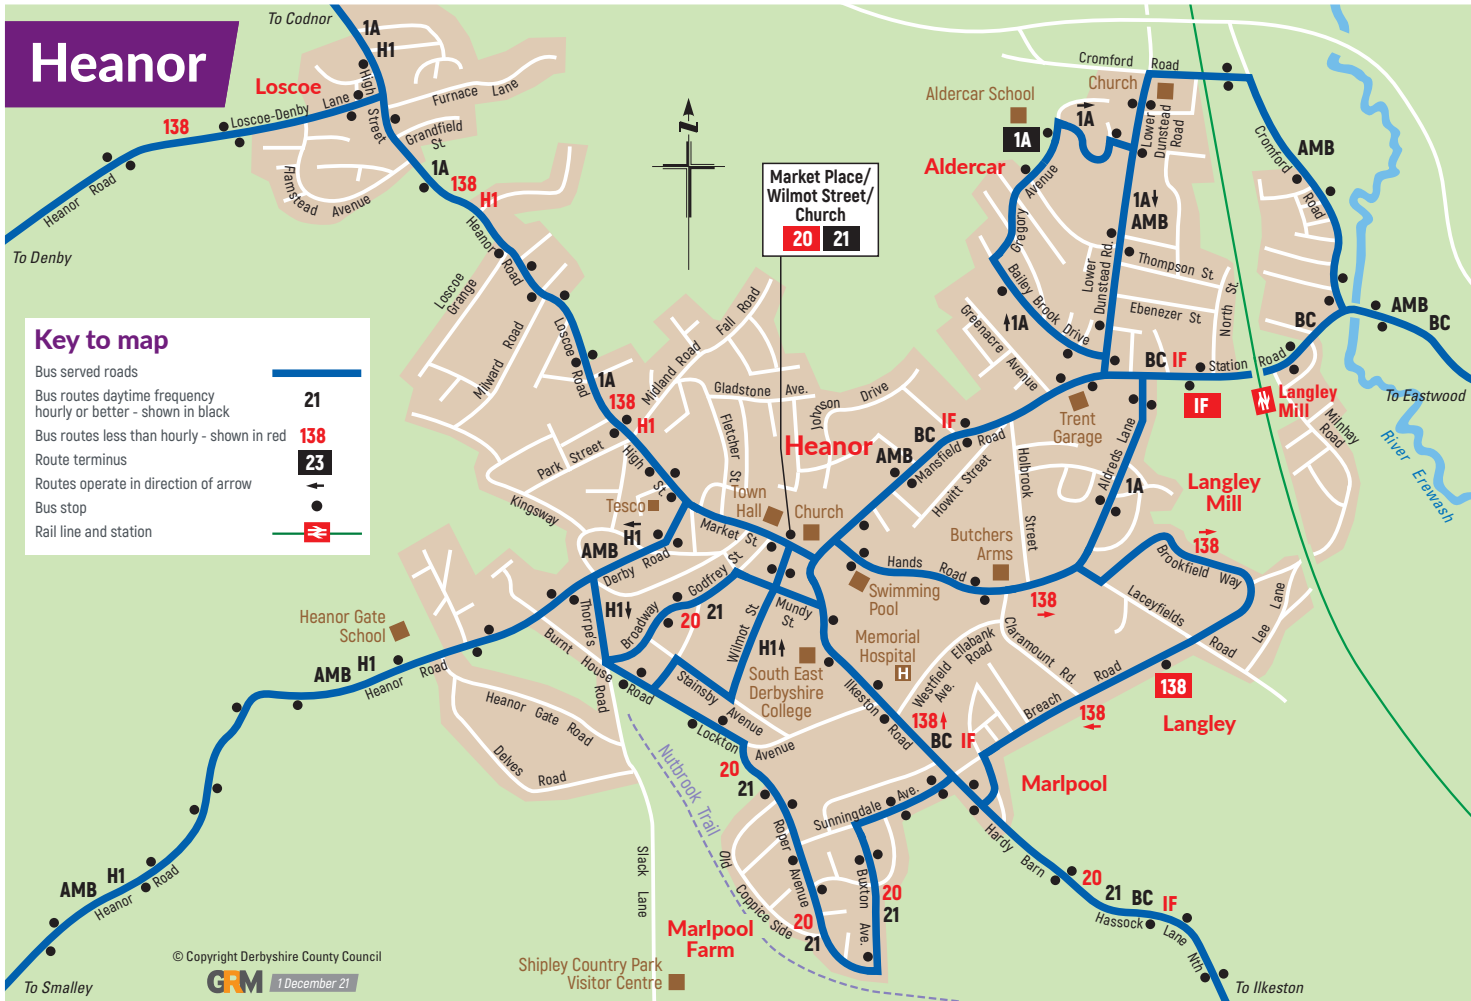 Heanor
To Codnor
1A
H1
Loscoe
High
Street
138
Loscoe-Denby Lane
Furnace Lane
Grandfield
St.
Flamstead Avenue
Heanor Road
To Denby
1A
138
H1
Heanor
Road
Loscoe
Grange
Milward Road
Loscoe
Road
N
Market Place/
Wilmot Street/
Church
20 21
Key to map
Bus served roads
Bus routes daytime frequency
hourly or better - shown in black
21
Bus routes less than hourly - shown in red 138
Route terminus 23
Routes operate in direction of arrow
Bus stop
Rail line and station
1A
138
H1
Midland Road
Fall Road
Gladstone Ave.
Johnson Drive
Fletcher St.
Park Street
High
St
Kingsway
Tesco
Town
Hall
Church
Market St
Heanor
H1
AMB
Derby Road
Godfrey St
Thorpe's
Road
H1
Broadway
20 21
Mundy
St
Wilmot St
H1
Burnt House Road
Stainsby
Avenue
Lockton
Avenue
South East
Derbyshire
College
Heanor Gate
School
AMB H1
Heanor Road
Heanor Gate Road
Delves Road
AMB H1
Heanor Road
To Smalley
© Copyright Derbyshire County Council
GRM
1 December 21
Slack Lane
Nutbrook Trail
Shipley Country Park
Visitor Centre
Marlpool
Farm
Old Coppice Side
20
21
Roper
Avenue
20
21
Buxton
Ave.
20
21
Sunningdale Ave.
Aldercar School
1A
Aldercar
1A
Church
Cromford Road
Lower
Dunstead
Road
Cromford
Road
AMB
1A
AMB
Gregory Avenue
Bailey Brook Drive
1A
Greenacre Avenue
Lower
Dunstead Rd.
Thompson St.
Ebenezer St
North St.
BC
AMB
BC
To Eastwood
BC IF
Station Road
IF
Langley
Mill
Milnhay
Road
River Erewash
Trent
Garage
IF
BC
AMB
Mansfield Road
Howitt Street
Holbrook
Street
Aldreds Lane
1A
Langley
Mill
138
Brookfield Way
Butchers
Arms
Hands Road
138
Swimming
Pool
Memorial
Hospital
H
Laceyfields
Road
Lee Lane
Claramount Rd.
Ellabank
Road
Westfield
Ave.
Ilkeston
Road
138
BC IF
Breach Road
138
138
Langley
Marlpool
Hardy
Barn
20
21
BC IF
Hassock
Lane
Nth
To Ilkeston